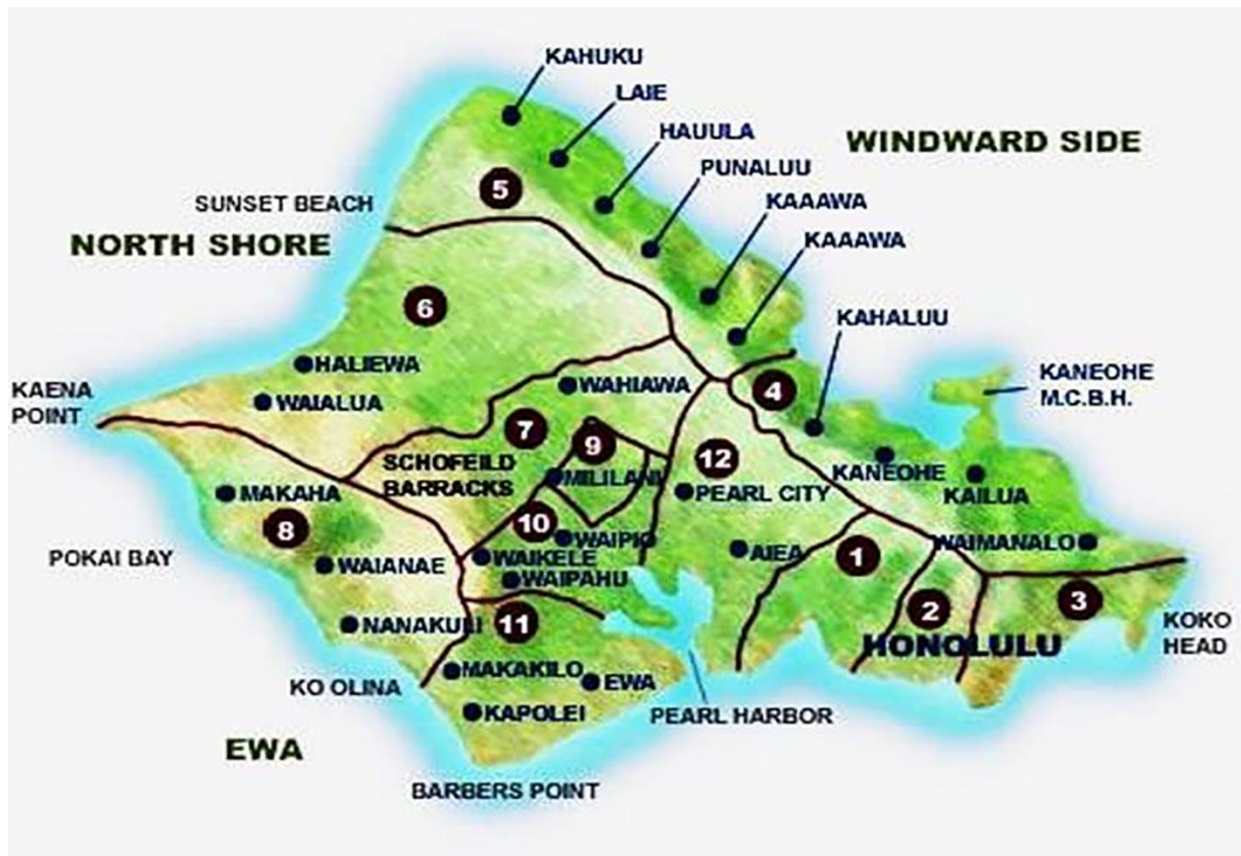 KAHUKU
LAIE
HAUULA
WINDWARD SIDE
PUNALUU
5
KAAAWA
SUNSET BEACH
NORTH SHORE
KAAAWA
6
KAHALUU
HALIEWA
KANEOHE
M.C.B.H.
KAENA
POINT
WAHIAWA
4
WAIALUA
7
9
SCHOFEILD
BARRACKS
12
KANEOHE
MILILANI
MAKAHA
PEARL CITY
KAILUA
8
10
WAIPIO
WAIMANALO
POKAI BAY
WAIANAE
WAIKELE
AIEA
1
WAIPAHU
2
3
NANAKULI
11
HONOLULU
KOKO
HEAD
MAKAKILO
KO OLINA
EWA
KAPOLEI
PEARL HARBOR
EWA
BARBERS POINT